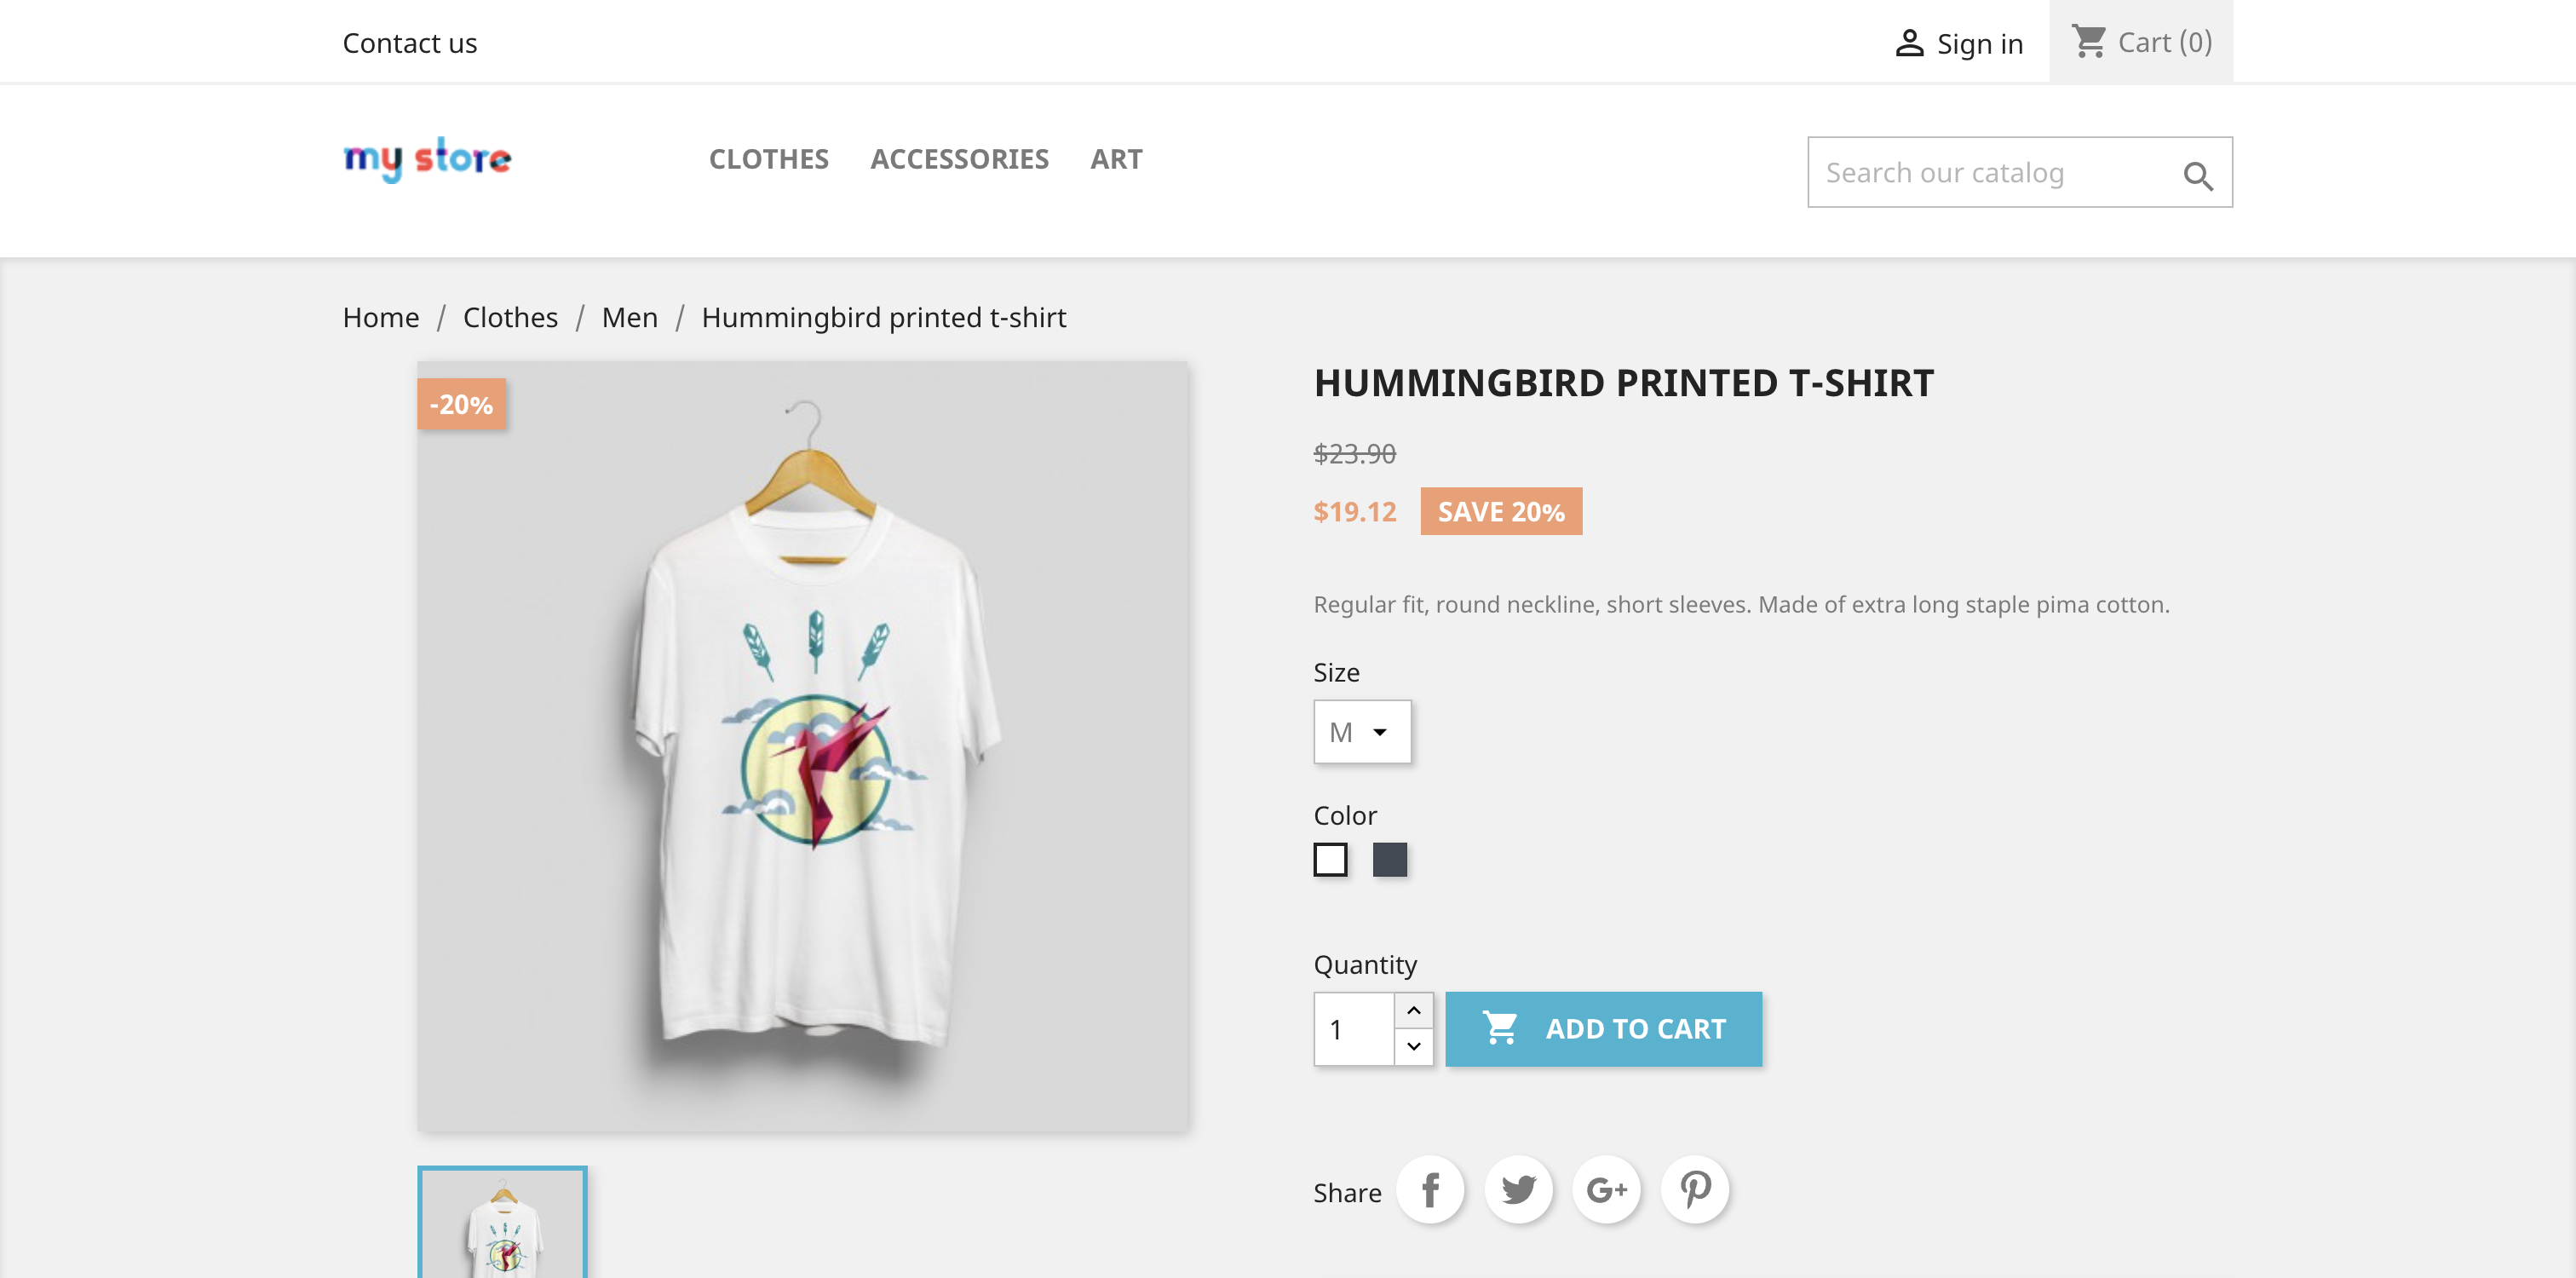 Contact us
Sign in
Cart (0)
my store
CLOTHES ACCESSORIES ART
Search our catalog
Home / Clothes / Men / Hummingbird printed t-shirt
-20%
HUMMINGBIRD PRINTED T-SHIRT
$23.90
$19.12 SAVE 20%
Regular fit, round neckline, short sleeves. Made of extra long staple pima cotton.
Size
M
Color
Quantity
1
ADD TO CART
Share